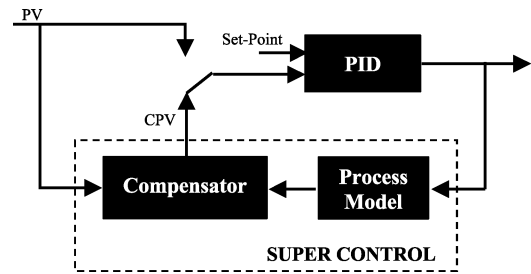 PV
Set-Point
PID
CPV
Compensator
Process
Model
SUPER CONTROL